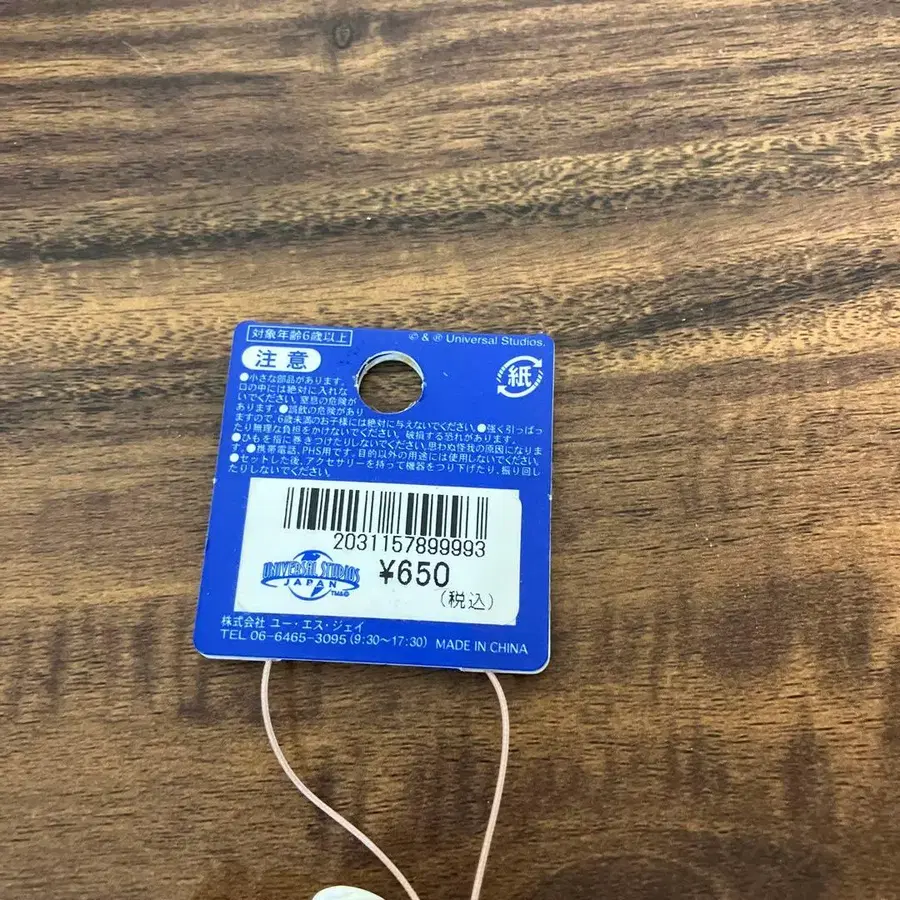 対象年齢6歳以上
© & ® Universal Studios.
注意
紙
●小さな部品があります。
口の中には絶対に入れな
いでください。窒息の危険が
あります。●誤飲の危険があり
ますので、6歳未満のお子様には絶対に与えないでください。●強く引っぱっ
たり無理な負担をかけないでください。破損する恐れがあります。
●ひもを指に巻きつけたりしないでください。思わぬ怪我の原因になりま
す。●携帯電話、PHS用です。目的以外の用途には使用しないでください。
●セットした後、アクセサリーを持って機器をつり下げたり、振り回し
たりしないでください。
2031157899993
UNIVERSAL STUDIOS
JAPAN
TM&©
¥650
(税込)
株式会社 ユー・エス・ジェイ
TEL 06-6465-3095 (9:30～17:30) MADE IN CHINA